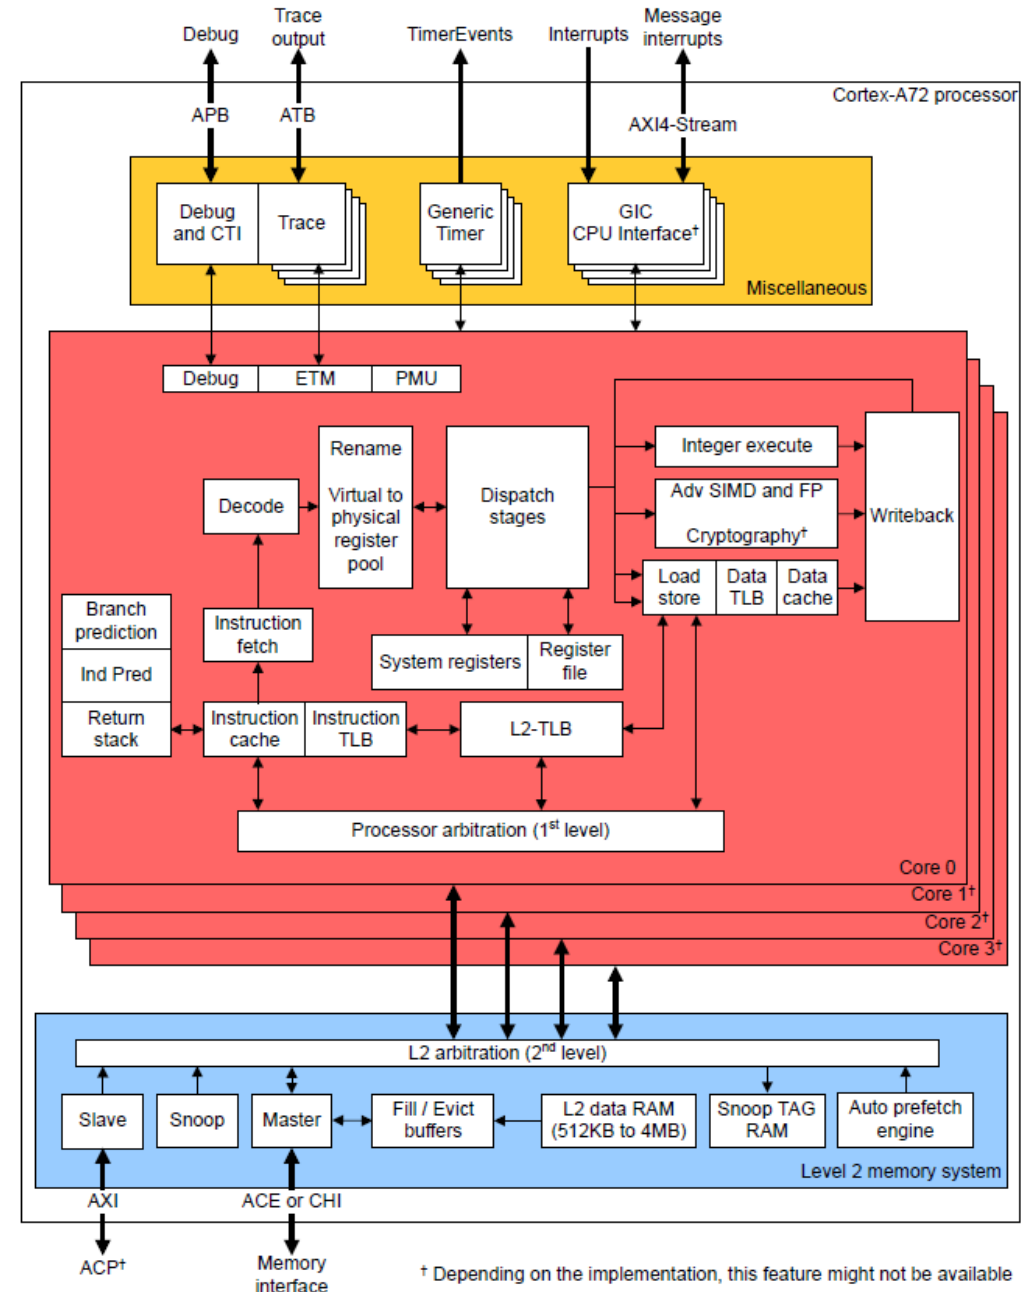 Debug
Trace
output
TimerEvents
Interrupts
Message
interrupts
Cortex-A72 processor
APB
ATB
AXI4-Stream
Debug
and CTI
Trace
Generic
Timer
GIC
CPU Interface†
Miscellaneous
Debug
ETM
PMU
Rename
Virtual to
physical
register
pool
Dispatch
stages
Integer execute
Adv SIMD and FP
Cryptography†
Writeback
Decode
Load
store
Data
TLB
Data
cache
Branch
prediction
Ind Pred
Return
stack
Instruction
fetch
System registers
Register
file
Instruction
cache
Instruction
TLB
L2-TLB
Processor arbitration (1st level)
Core 0
Core 1†
Core 2†
Core 3†
L2 arbitration (2nd level)
Slave
Snoop
Master
Fill / Evict
buffers
L2 data RAM
(512KB to 4MB)
Snoop TAG
RAM
Auto prefetch
engine
Level 2 memory system
AXI
ACE or CHI
ACP†
Memory
interface
† Depending on the implementation, this feature might not be available